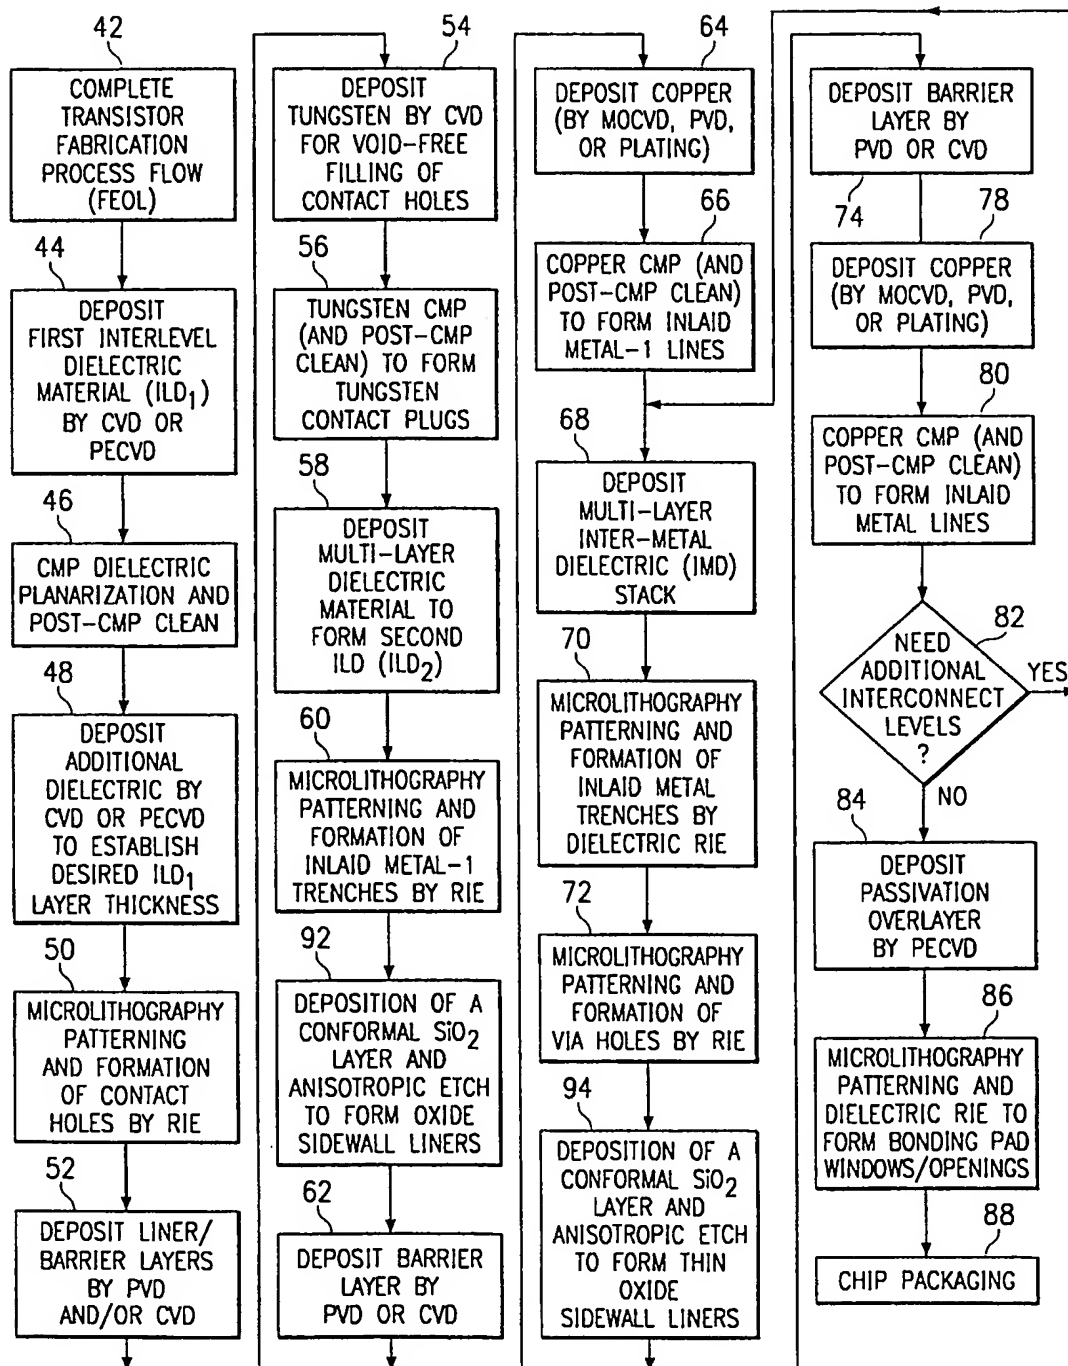 42
COMPLETE
TRANSISTOR
FABRICATION
PROCESS FLOW
(FEOL)
44
DEPOSIT
FIRST INTERLEVEL
DIELECTRIC
MATERIAL (ILD1)
BY CVD OR
PECVD
46
CMP DIELECTRIC
PLANARIZATION AND
POST-CMP CLEAN
48
DEPOSIT
ADDITIONAL
DIELECTRIC BY
CVD OR PECVD
TO ESTABLISH
DESIRED ILD1
LAYER THICKNESS
50
MICROLITHOGRAPHY
PATTERNING
AND FORMATION
OF CONTACT
HOLES BY RIE
52
DEPOSIT LINER/
BARRIER LAYERS
BY PVD
AND/OR CVD
54
DEPOSIT
TUNGSTEN BY CVD
FOR VOID-FREE
FILLING OF
CONTACT HOLES
56
TUNGSTEN CMP
(AND POST-CMP
CLEAN) TO FORM
TUNGSTEN
CONTACT PLUGS
58
DEPOSIT
MULTI-LAYER
DIELECTRIC
MATERIAL TO
FORM SECOND
ILD (ILD2)
60
MICROLITHOGRAPHY
PATTERNING AND
FORMATION OF
INLAID METAL-1
TRENCHES BY RIE
92
DEPOSITION OF A
CONFORMAL SiO2
LAYER AND
ANISOTROPIC ETCH
TO FORM OXIDE
SIDEWALL LINERS
62
DEPOSIT BARRIER
LAYER BY
PVD OR CVD
64
DEPOSIT COPPER
(BY MOCVD, PVD,
OR PLATING)
66
COPPER CMP (AND
POST-CMP CLEAN)
TO FORM INLAID
METAL-1 LINES
68
DEPOSIT
MULTI-LAYER
INTER-METAL
DIELECTRIC (IMD)
STACK
70
MICROLITHOGRAPHY
PATTERNING AND
FORMATION OF
INLAID METAL
TRENCHES BY
DIELECTRIC RIE
72
MICROLITHOGRAPHY
PATTERNING AND
FORMATION OF
VIA HOLES BY RIE
94
DEPOSITION OF A
CONFORMAL SiO2
LAYER AND
ANISOTROPIC ETCH
TO FORM THIN
OXIDE
SIDEWALL LINERS
DEPOSIT BARRIER
LAYER BY
PVD OR CVD
74
78
DEPOSIT COPPER
(BY MOCVD, PVD,
OR PLATING)
80
COPPER CMP (AND
POST-CMP CLEAN)
TO FORM INLAID
METAL LINES
82
NEED
ADDITIONAL
INTERCONNECT
LEVELS
?
YES
NO
84
DEPOSIT
PASSIVATION
OVERLAYER
BY PECVD
86
MICROLITHOGRAPHY
PATTERNING AND
DIELECTRIC RIE TO
FORM BONDING PAD
WINDOWS/OPENINGS
88
CHIP PACKAGING